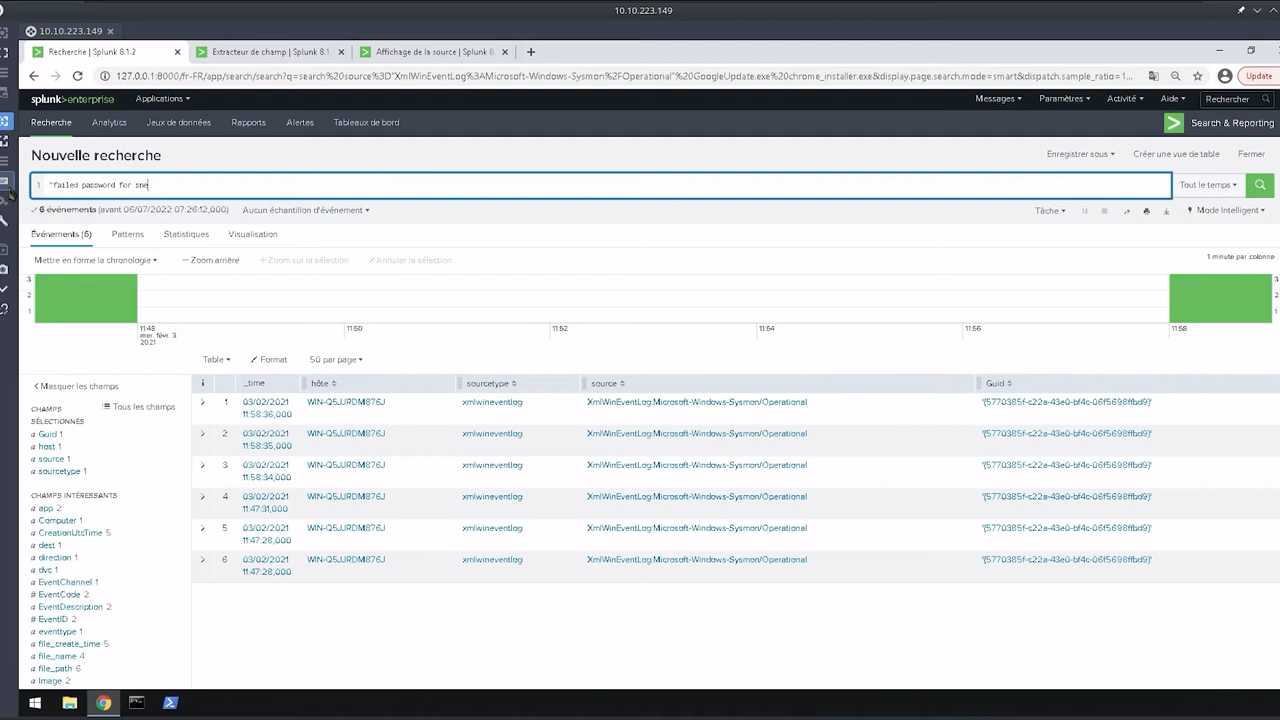 10.10.223.149
10.10.223.149
Recherche | Splunk 8.1.2
Extracteur de champ | Splunk 8.1.
Affichage de la source | Splunk 8.
127.0.0.1:8000/fr-FR/app/search/search?q=search%20source%3D"XmlWinEventLog%3AMicrosoft-Windows-Sysmon%2FOperational"%20GoogleUpdate.exe%20chrome_installer.exe&display.page.search.mode=smart&dispatch.sample_ratio=1...
Update
splunk>enterprise Applications
Messages Paramètres Activité Aide Rechercher
Recherche Analytics Jeux de données Rapports Alertes Tableaux de bord
Search & Reporting
Nouvelle recherche
Enregistrer sous Créer une vue de table Fermer
1 "failed password for sne
Tout le temps
6 événements (avant 06/07/2022 07:26:12,000) Aucun échantillon d'événement
Tâche Mode Intelligent
Événements (6) Patterns Statistiques Visualisation
Mettre en forme la chronologie — Zoom arrière + Zoom sur la sélection × Annuler la sélection
1 minute par colonne
3 3
2 2
1 1
11:48 11:50 11:52 11:54 11:56 11:58
mer. févr. 3
2021
Table Format 50 par page
Masquer les champs
Tous les champs
CHAMPS
SÉLECTIONNÉS
a Guid 1
a host 1
a source 1
a sourcetype 1
CHAMPS INTÉRESSANTS
a app 2
a Computer 1
a CreationUtcTime 5
a dest 1
a direction 1
a dvc 1
a EventChannel 1
# EventCode 2
a EventDescription 2
# EventID 2
a eventtype 1
a file_create_time 5
a file_name 4
a file_path 6
a Image 2
i _time hôte sourcetype source Guid
1 03/02/2021 WIN-Q5JJRDM876J xmlwineventlog XmlWinEventLog:Microsoft-Windows-Sysmon/Operational '{5770385f-c22a-43e0-bf4c-06f5698ffbd9}'
11:58:36,000
2 03/02/2021 WIN-Q5JJRDM876J xmlwineventlog XmlWinEventLog:Microsoft-Windows-Sysmon/Operational '{5770385f-c22a-43e0-bf4c-06f5698ffbd9}'
11:58:35,000
3 03/02/2021 WIN-Q5JJRDM876J xmlwineventlog XmlWinEventLog:Microsoft-Windows-Sysmon/Operational '{5770385f-c22a-43e0-bf4c-06f5698ffbd9}'
11:58:34,000
4 03/02/2021 WIN-Q5JJRDM876J xmlwineventlog XmlWinEventLog:Microsoft-Windows-Sysmon/Operational '{5770385f-c22a-43e0-bf4c-06f5698ffbd9}'
11:47:31,000
5 03/02/2021 WIN-Q5JJRDM876J xmlwineventlog XmlWinEventLog:Microsoft-Windows-Sysmon/Operational '{5770385f-c22a-43e0-bf4c-06f5698ffbd9}'
11:47:28,000
6 03/02/2021 WIN-Q5JJRDM876J xmlwineventlog XmlWinEventLog:Microsoft-Windows-Sysmon/Operational '{5770385f-c22a-43e0-bf4c-06f5698ffbd9}'
11:47:28,000